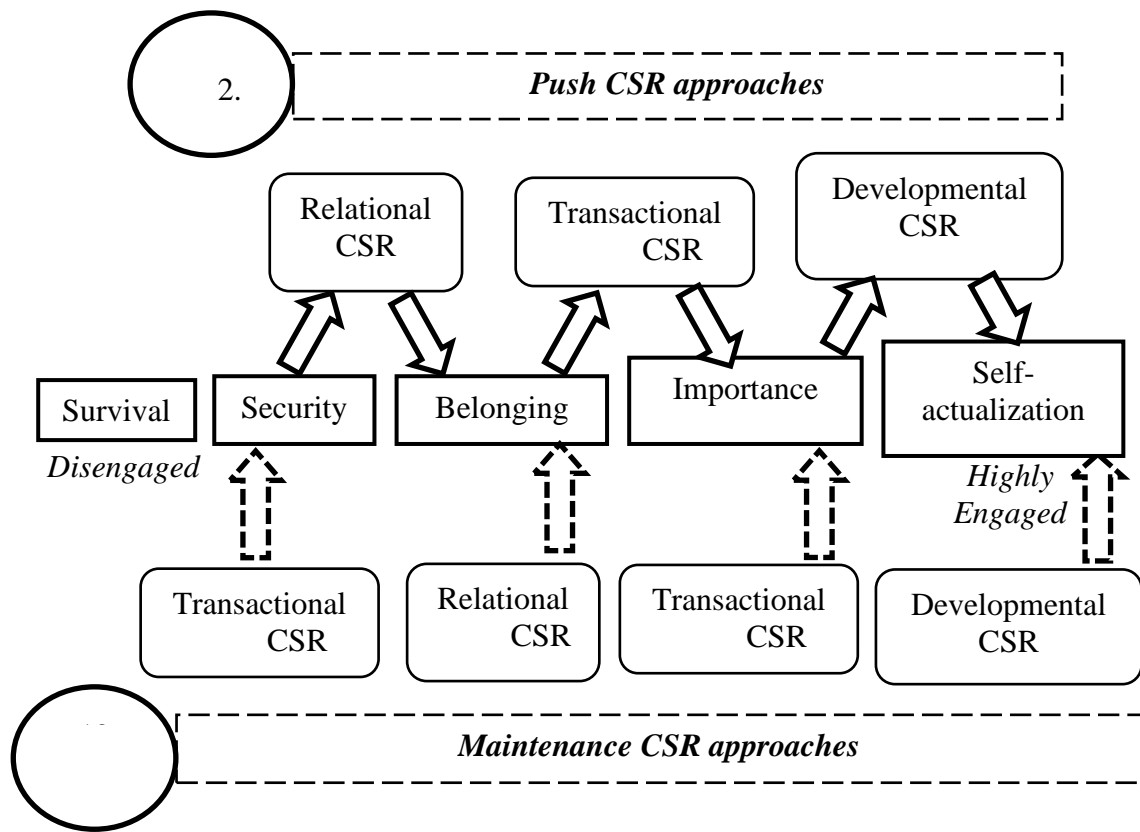 2.
Push CSR approaches
Relational
CSR
Transactional
CSR
Developmental
CSR
Survival
Security
Belonging
Importance
Self-
actualization
Disengaged
Highly
Engaged
Transactional
CSR
Relational
CSR
Transactional
CSR
Developmental
CSR
Maintenance CSR approaches